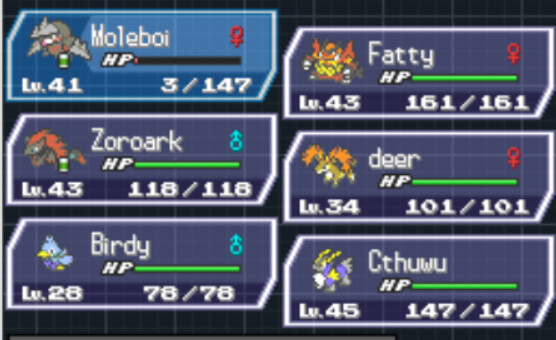 Moleboi ♀
HP
Lv.41 3/147
Fatty ♀
HP
Lv.43 161/161
Zoroark ♂
HP
Lv.43 118/118
deer ♀
HP
Lv.34 101/101
Birdy ♂
HP
Lv.28 78/78
Cthuwu
HP
Lv.45 147/147